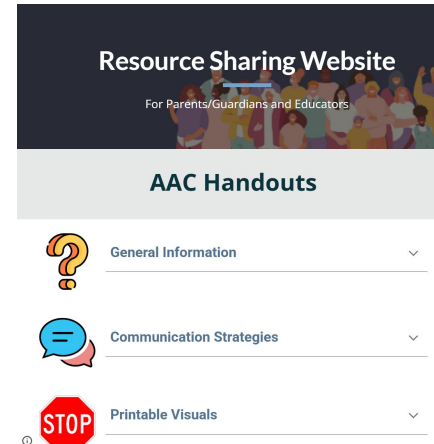 Resource Sharing Website
For Parents/Guardians and Educators
AAC Handouts
General Information
Communication Strategies
STOP
Printable Visuals